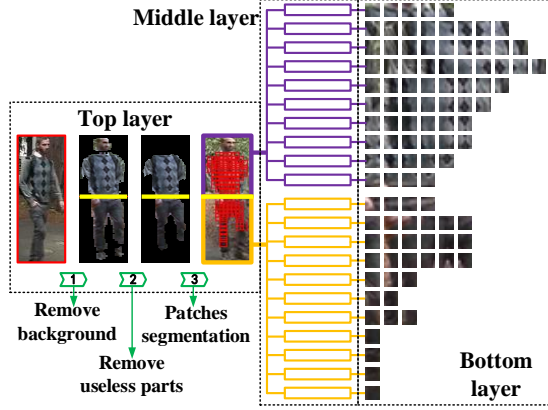 Middle layer
Top layer
1
2
3
Remove
background
Patches
segmentation
Remove
useless parts
Bottom
layer